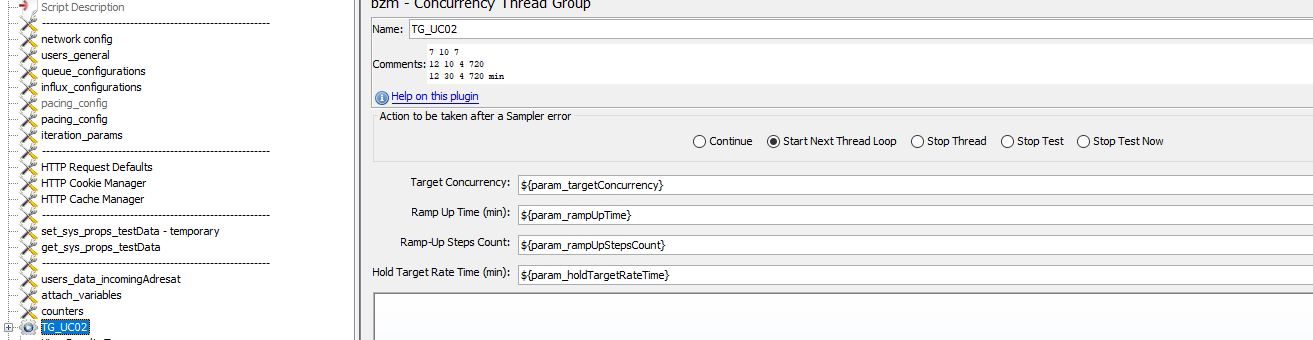 Script Description
network config
users_general
queue_configurations
influx_configurations
pacing_config
pacing_config
iteration_params
HTTP Request Defaults
HTTP Cookie Manager
HTTP Cache Manager
set_sys_props_testData - temporary
get_sys_props_testData
users_data_incomingAdresat
attach_variables
counters
TG_UC02
bzm - Concurrency Thread Group
Name: TG_UC02
Comments:
7 10 7
12 10 4 720
12 30 4 720 min
Help on this plugin
Action to be taken after a Sampler error
Continue Start Next Thread Loop Stop Thread Stop Test Stop Test Now
Target Concurrency: ${param_targetConcurrency}
Ramp Up Time (min): ${param_rampUpTime}
Ramp-Up Steps Count: ${param_rampUpStepsCount}
Hold Target Rate Time (min): ${param_holdTargetRateTime}